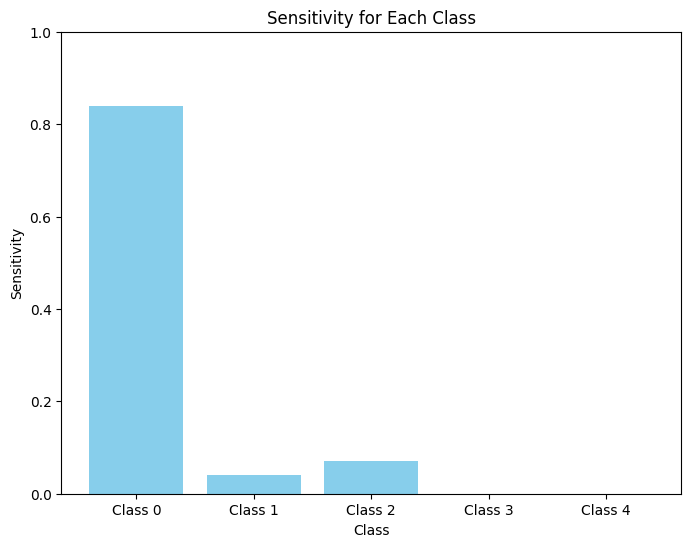 Sensitivity for Each Class
1.0
0.8
0.6
0.4
0.2
0.0
Sensitivity
Class 0
Class 1
Class 2
Class 3
Class 4
Class